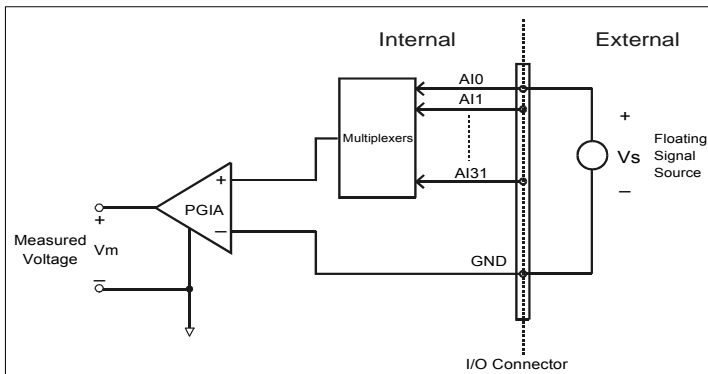 Internal External
AI0
AI1
Multiplexers
AI31
+
Vs
–
Floating
Signal
Source
+
PGIA
–
Measured
Voltage
+
Vm
–
GND
I/O Connector